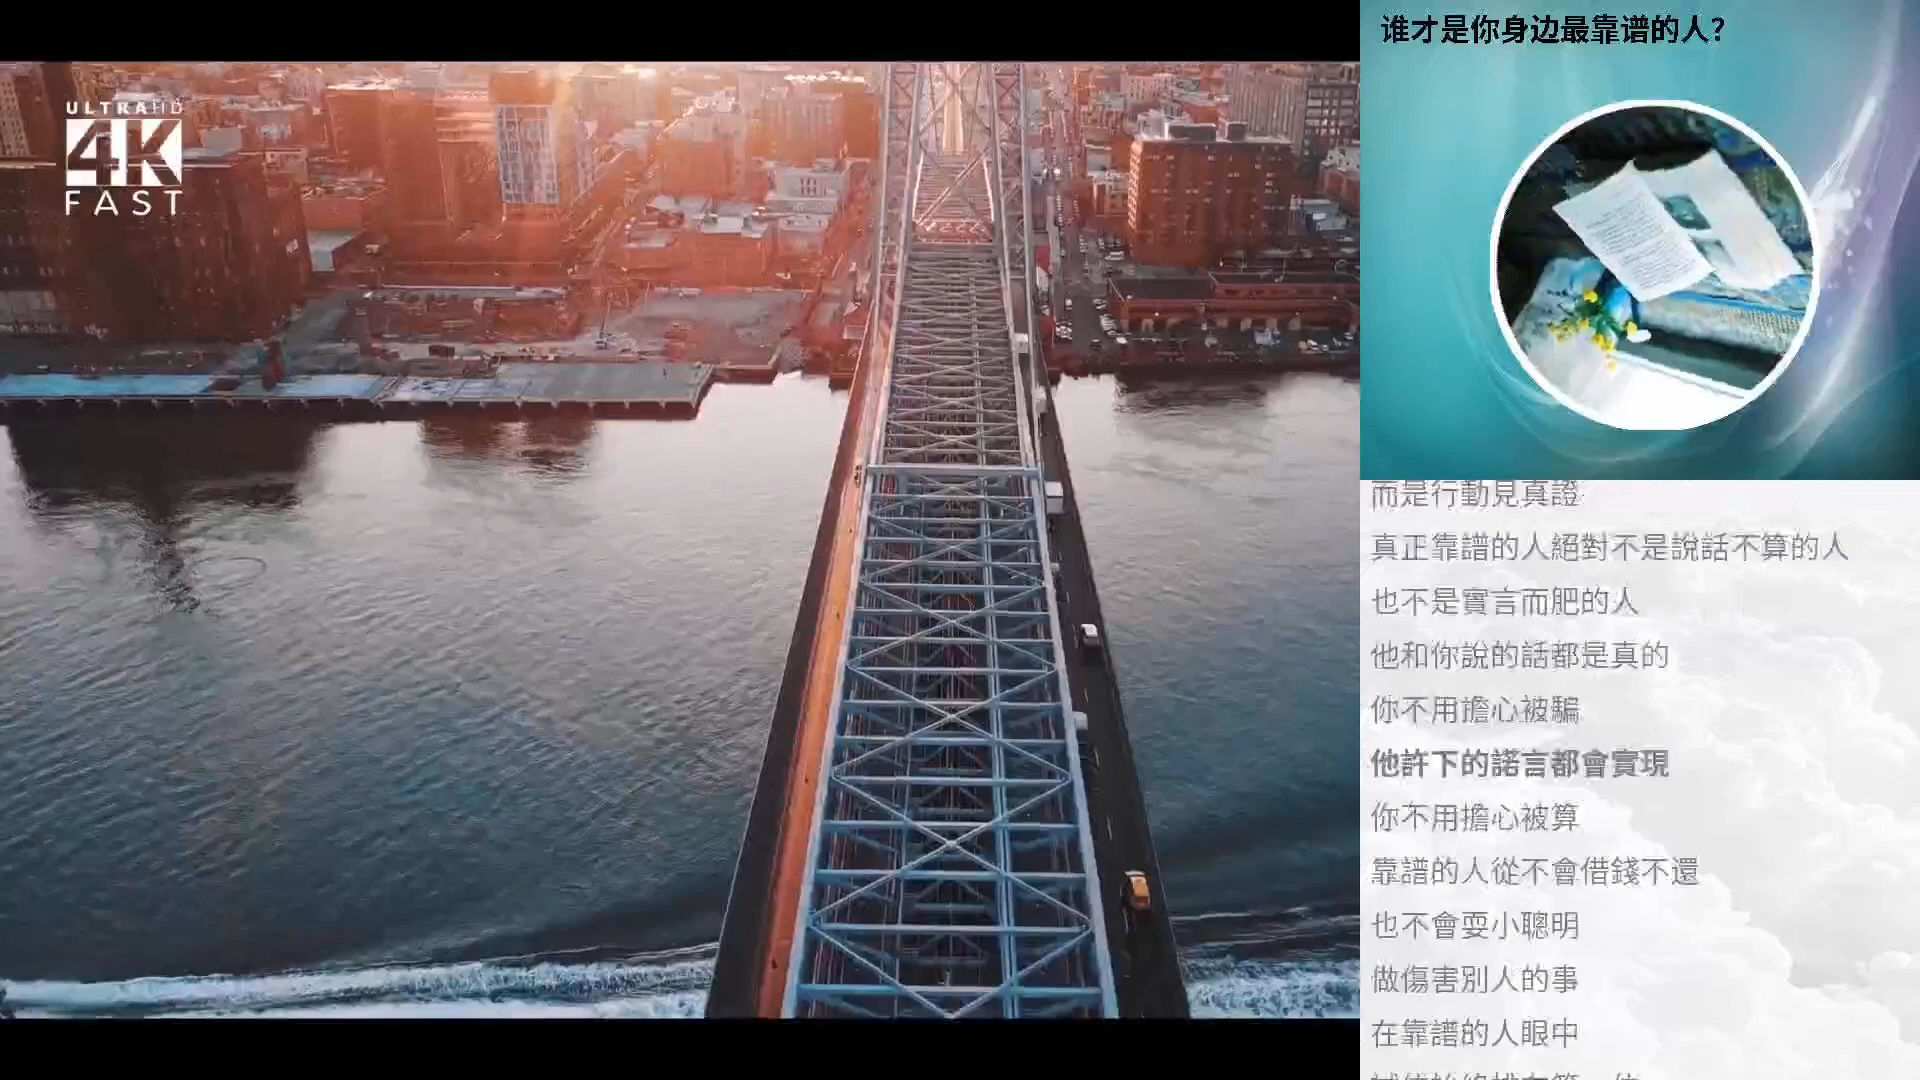 ULTRAHD
4K
FAST
谁才是你身边最靠谱的人?
而是行動見真證
真正靠譜的人絕對不是說話不算的人
也不是實言而肥的人
他和你說的話都是真的
你不用擔心被騙
他許下的諾言都會實現
你不用擔心被算
靠譜的人從不會借錢不還
也不會耍小聰明
做傷害別人的事
在靠譜的人眼中